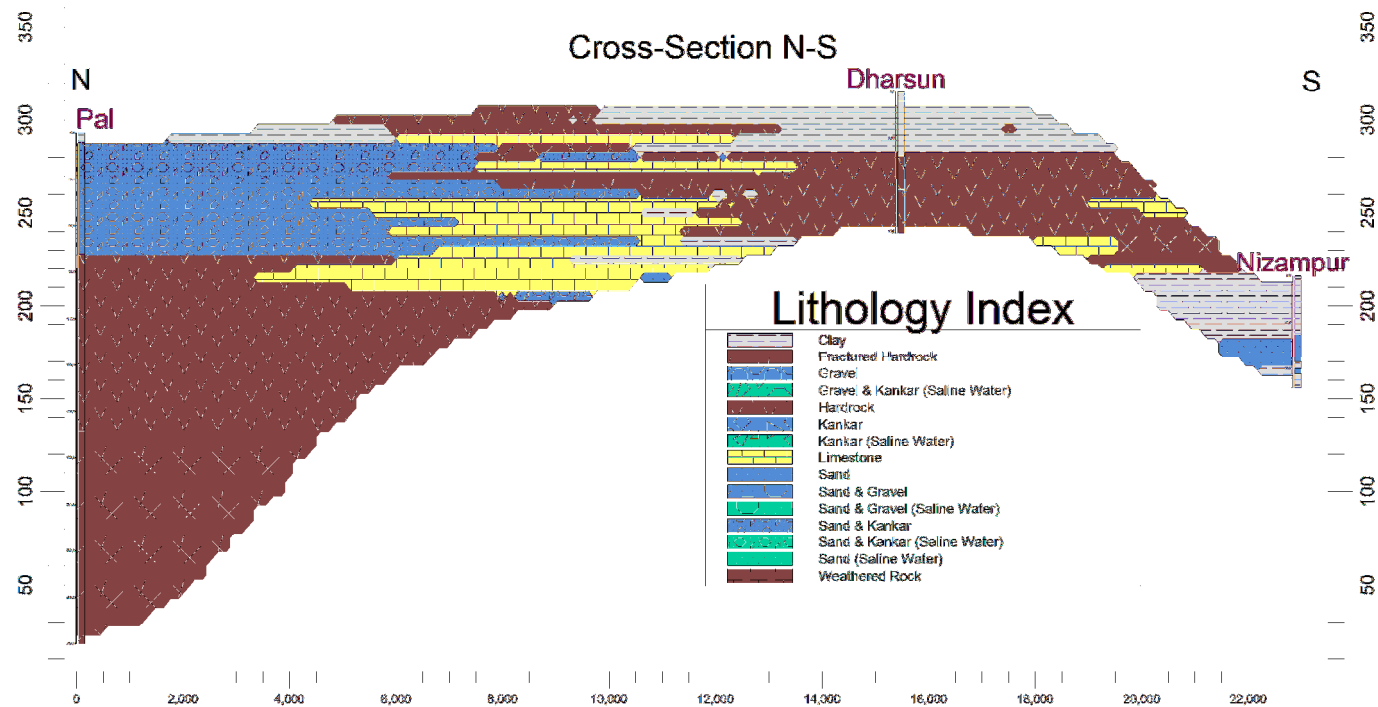 Cross-Section N-S
N
S
Pal
Dharsun
Nizampur
350
300
250
200
150
100
50
350
300
250
200
150
100
50
Lithology Index
Clay
Fractured Hardrock
Gravel
Gravel & Kankar (Saline Water)
Hardrock
Kankar
Kankar (Saline Water)
Limestone
Sand
Sand & Gravel
Sand & Gravel (Saline Water)
Sand & Kankar
Sand & Kankar (Saline Water)
Sand (Saline Water)
Weathered Rock
0 2,000 4,000 6,000 8,000 10,000 12,000 14,000 16,000 18,000 20,000 22,000